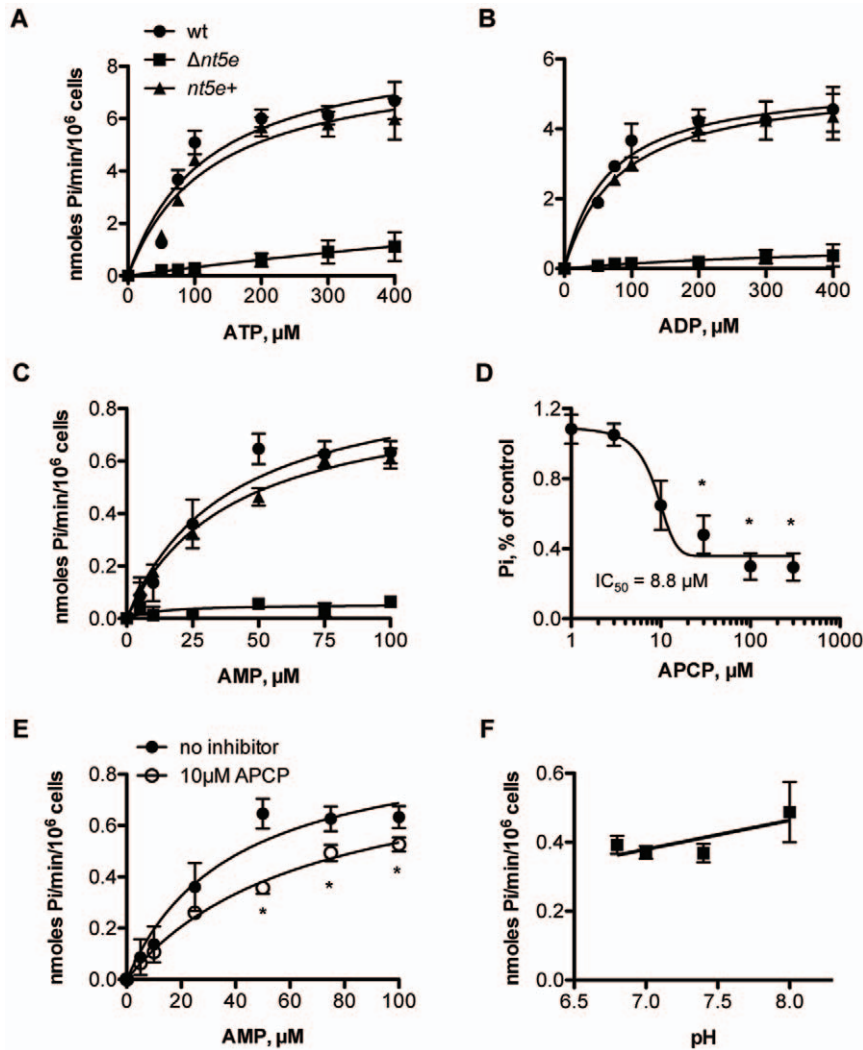 A
wt
Δnt5e
nt5e+
nmoles Pi/min/10⁶ cells
8
6
4
2
0
0 100 200 300 400
ATP, µM
B
6
4
2
0
0 100 200 300 400
ADP, µM
C
nmoles Pi/min/10⁶ cells
0.8
0.6
0.4
0.2
0.0
0 25 50 75 100
AMP, µM
D
Pi, % of control
1.2
0.8
0.4
0.0
* * *
IC₅₀ = 8.8 µM
1 10 100 1000
APCP, µM
E
no inhibitor
10µM APCP
nmoles Pi/min/10⁶ cells
0.8
0.6
0.4
0.2
0.0
* * *
0 20 40 60 80 100
AMP, µM
F
nmoles Pi/min/10⁶ cells
0.6
0.4
0.2
0.0
6.5 7.0 7.5 8.0
pH